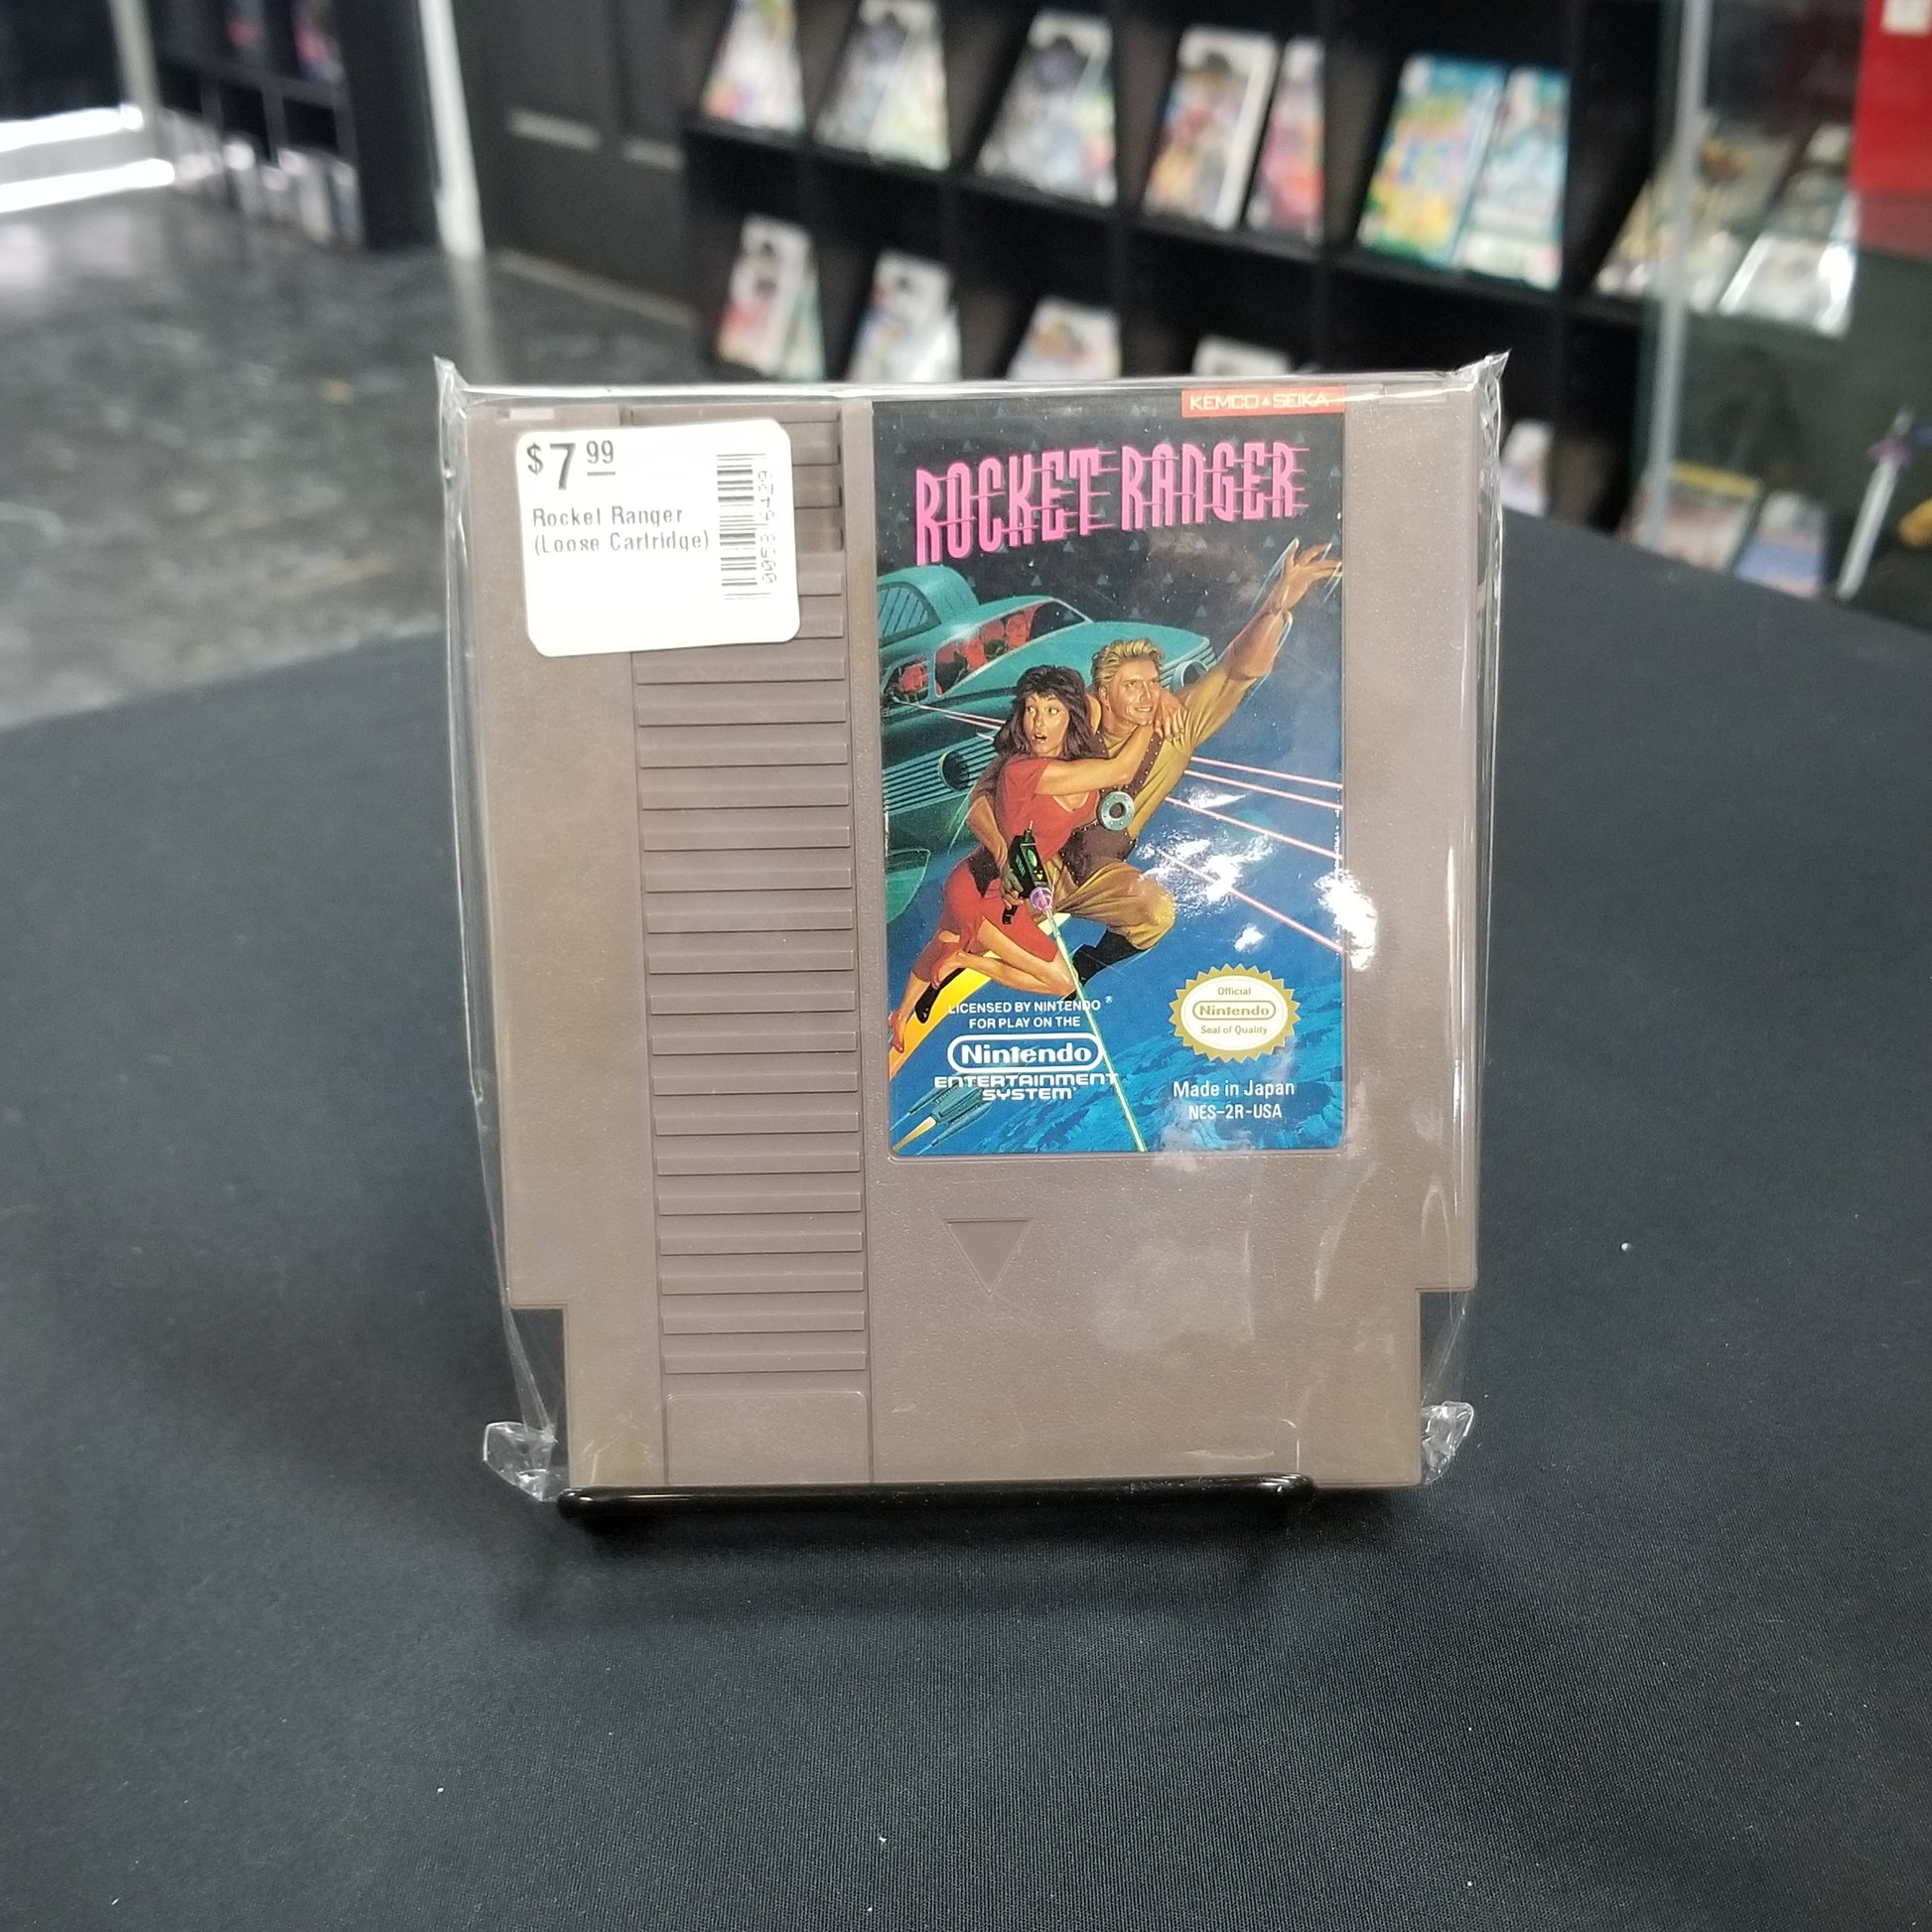 $7 99
Rocket Ranger
(Loose Cartridge)
KEMCO★SEIKA
ROCKET RANGER
LICENSED BY NINTENDO®
FOR PLAY ON THE
Nintendo
ENTERTAINMENT
SYSTEM
Official
Nintendo
Seal of Quality
Made in Japan
NES-2R-USA